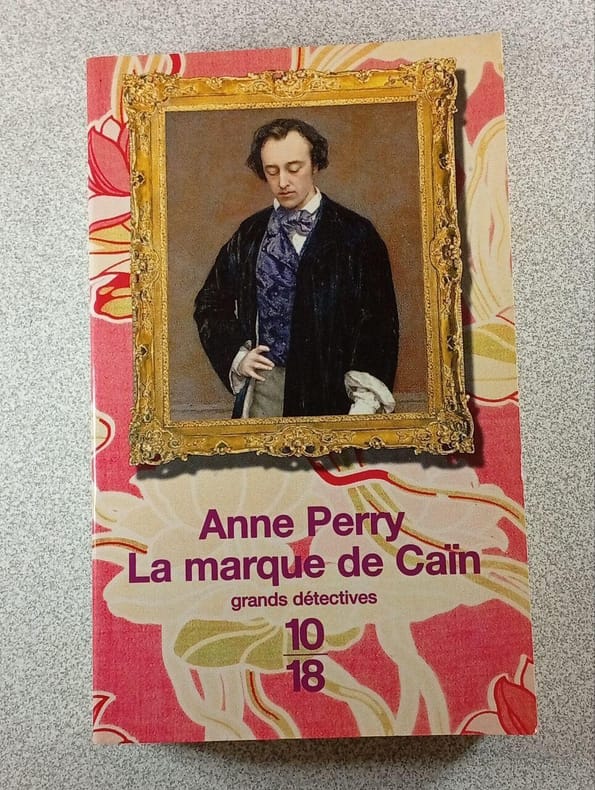 Anne Perry
La marque de Caïn
grands détectives
10
18